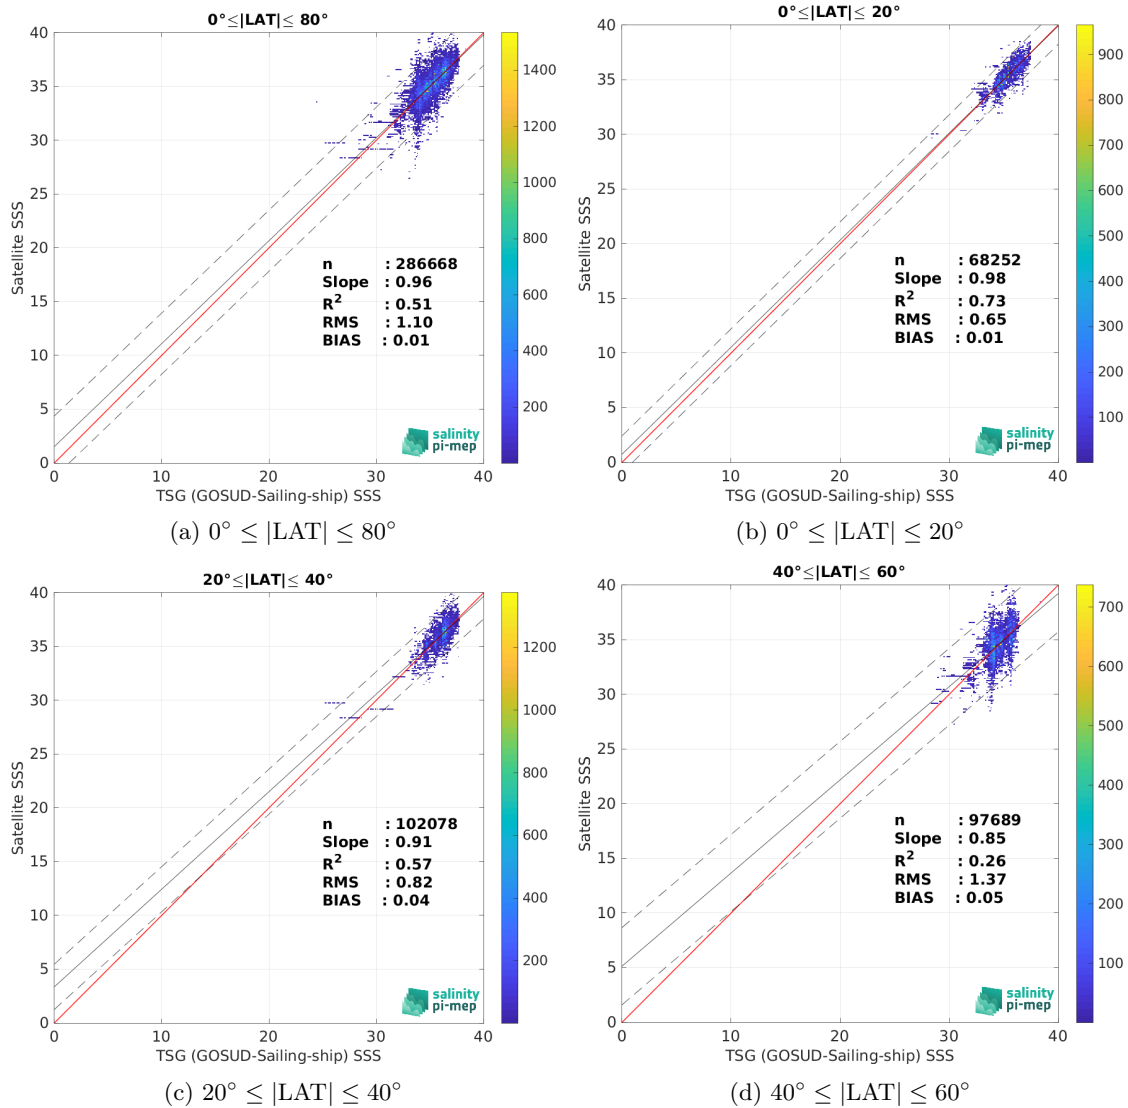 0°≤|LAT|≤ 80°
40
35
30
25
20
15
10
5
0
Satellite SSS
n : 286668
Slope : 0.96
R² : 0.51
RMS : 1.10
BIAS : 0.01
salinity
pi-mep
0 10 20 30 40
TSG (GOSUD-Sailing-ship) SSS
1400
1200
1000
800
600
400
200
(a) 0° ≤ |LAT| ≤ 80°
0°≤|LAT|≤ 20°
40
35
30
25
20
15
10
5
0
Satellite SSS
n : 68252
Slope : 0.98
R² : 0.73
RMS : 0.65
BIAS : 0.01
salinity
pi-mep
0 10 20 30 40
TSG (GOSUD-Sailing-ship) SSS
900
800
700
600
500
400
300
200
100
(b) 0° ≤ |LAT| ≤ 20°
20°≤|LAT|≤ 40°
40
35
30
25
20
15
10
5
0
Satellite SSS
n : 102078
Slope : 0.91
R² : 0.57
RMS : 0.82
BIAS : 0.04
salinity
pi-mep
0 10 20 30 40
TSG (GOSUD-Sailing-ship) SSS
1200
1000
800
600
400
200
(c) 20° ≤ |LAT| ≤ 40°
40°≤|LAT|≤ 60°
40
35
30
25
20
15
10
5
0
Satellite SSS
n : 97689
Slope : 0.85
R² : 0.26
RMS : 1.37
BIAS : 0.05
salinity
pi-mep
0 10 20 30 40
TSG (GOSUD-Sailing-ship) SSS
700
600
500
400
300
200
100
(d) 40° ≤ |LAT| ≤ 60°